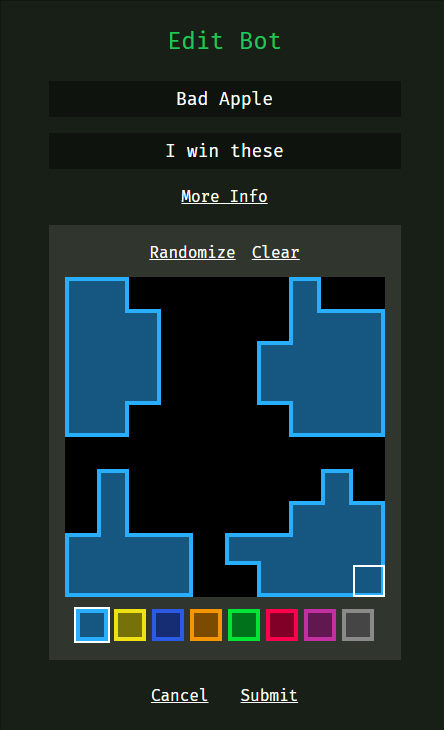 Edit Bot
Bad Apple
I win these
More Info
Randomize Clear
Cancel Submit